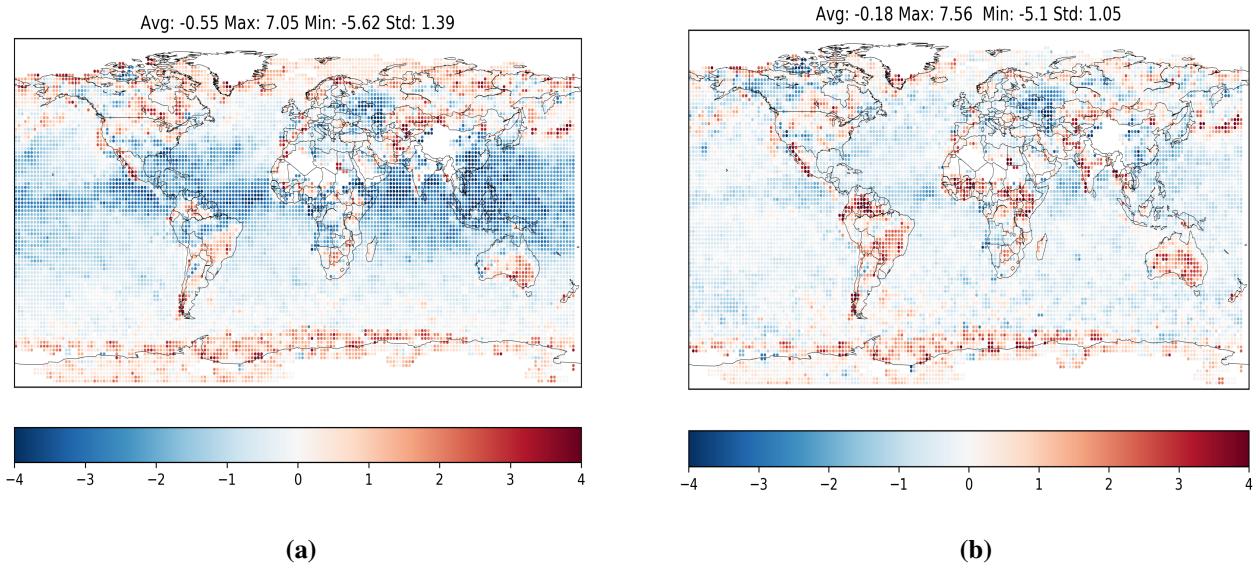 Avg: -0.55 Max: 7.05 Min: -5.62 Std: 1.39
−4 −3 −2 −1 0 1 2 3 4
(a)
Avg: -0.18 Max: 7.56  Min: -5.1 Std: 1.05
−4 −3 −2 −1 0 1 2 3 4
(b)